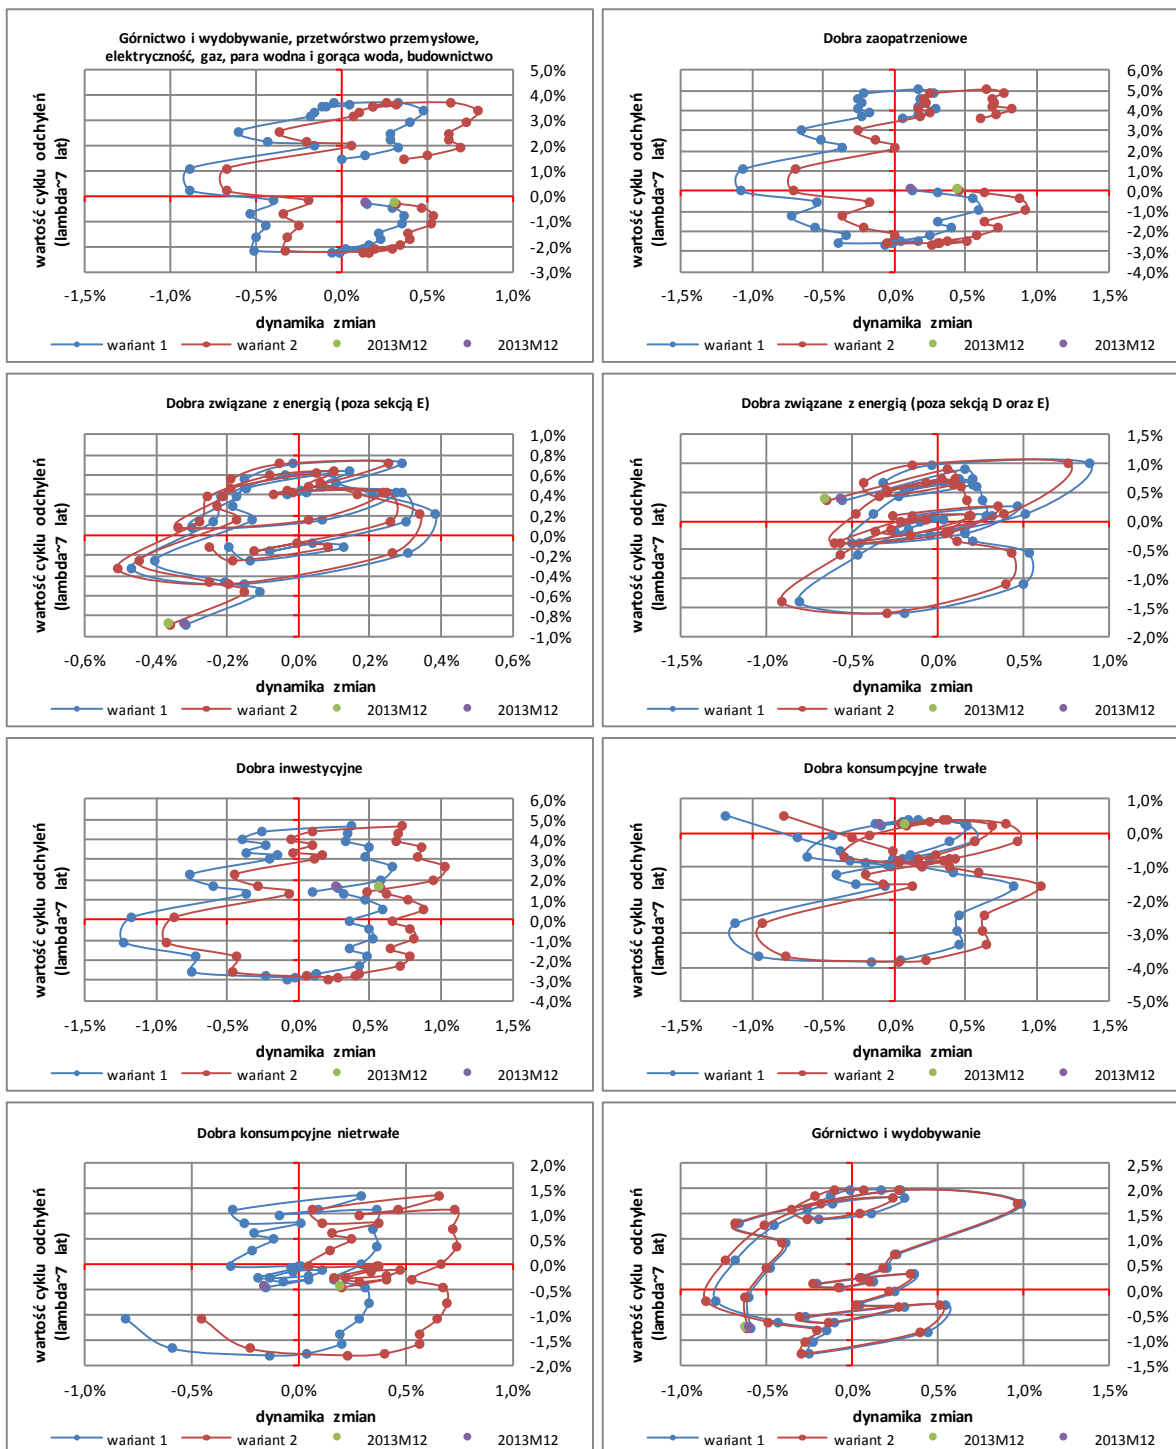 Górnictwo i wydobywanie, przetwórstwo przemysłowe,
elektryczność, gaz, para wodna i gorąca woda, budownictwo
wartość cyklu odchyleń
(lambda~7 lat)
5,0%
4,0%
3,0%
2,0%
1,0%
0,0%
-1,0%
-2,0%
-3,0%
-1,5% -1,0% -0,5% 0,0% 0,5% 1,0%
dynamika zmian
wariant 1 wariant 2 2013M12 2013M12
Dobra zaopatrzeniowe
wartość cyklu odchyleń
(lambda~7 lat)
6,0%
5,0%
4,0%
3,0%
2,0%
1,0%
0,0%
-1,0%
-2,0%
-3,0%
-4,0%
-1,5% -1,0% -0,5% 0,0% 0,5% 1,0% 1,5%
dynamika zmian
wariant 1 wariant 2 2013M12 2013M12
Dobra związane z energią (poza sekcją E)
wartość cyklu odchyleń
(lambda~7 lat)
1,0%
0,8%
0,6%
0,4%
0,2%
0,0%
-0,2%
-0,4%
-0,6%
-0,8%
-1,0%
-0,6% -0,4% -0,2% 0,0% 0,2% 0,4% 0,6%
dynamika zmian
wariant 1 wariant 2 2013M12 2013M12
Dobra związane z energią (poza sekcją D oraz E)
wartość cyklu odchyleń
(lambda~7 lat)
1,5%
1,0%
0,5%
0,0%
-0,5%
-1,0%
-1,5%
-2,0%
-1,5% -1,0% -0,5% 0,0% 0,5% 1,0%
dynamika zmian
wariant 1 wariant 2 2013M12 2013M12
Dobra inwestycyjne
wartość cyklu odchyleń
(lambda~7 lat)
6,0%
5,0%
4,0%
3,0%
2,0%
1,0%
0,0%
-1,0%
-2,0%
-3,0%
-4,0%
-1,5% -1,0% -0,5% 0,0% 0,5% 1,0% 1,5%
dynamika zmian
wariant 1 wariant 2 2013M12 2013M12
Dobra konsumpcyjne trwałe
wartość cyklu odchyleń
(lambda~7 lat)
1,0%
0,0%
-1,0%
-2,0%
-3,0%
-4,0%
-5,0%
-1,5% -1,0% -0,5% 0,0% 0,5% 1,0% 1,5%
dynamika zmian
wariant 1 wariant 2 2013M12 2013M12
Dobra konsumpcyjne nietrwałe
wartość cyklu odchyleń
(lambda~7 lat)
2,0%
1,5%
1,0%
0,5%
0,0%
-0,5%
-1,0%
-1,5%
-2,0%
-1,0% -0,5% 0,0% 0,5% 1,0%
dynamika zmian
wariant 1 wariant 2 2013M12 2013M12
Górnictwo i wydobywanie
wartość cyklu odchyleń
(lambda~7 lat)
2,5%
2,0%
1,5%
1,0%
0,5%
0,0%
-0,5%
-1,0%
-1,5%
-1,0% -0,5% 0,0% 0,5% 1,0% 1,5%
dynamika zmian
wariant 1 wariant 2 2013M12 2013M12